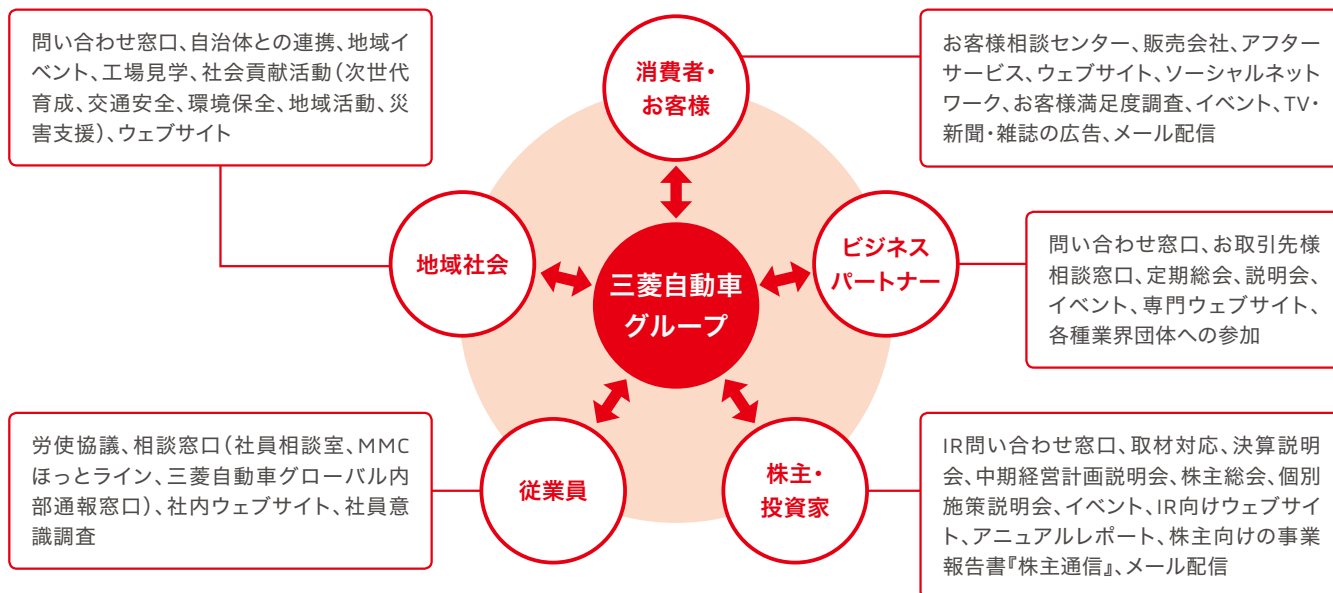 問い合わせ窓口、自治体との連携、地域イ
ベント、工場見学、社会貢献活動（次世代
育成、交通安全、環境保全、地域活動、災
害支援）、ウェブサイト
消費者・
お客様
お客様相談センター、販売会社、アフター
サービス、ウェブサイト、ソーシャルネット
ワーク、お客様満足度調査、イベント、TV・
新聞・雑誌の広告、メール配信
地域社会
三菱自動車
グループ
ビジネス
パートナー
問い合わせ窓口、お取引先様
相談窓口、定期総会、説明会、
イベント、専門ウェブサイト、
各種業界団体への参加
労使協議、相談窓口（社員相談室、MMC
ほっとライン、三菱自動車グローバル内
部通報窓口）、社内ウェブサイト、社員意
識調査
従業員
株主・
投資家
IR問い合わせ窓口、取材対応、決算説明
会、中期経営計画説明会、株主総会、個別
施策説明会、イベント、IR向けウェブサイ
ト、アニュアルレポート、株主向けの事業
報告書『株主通信』、メール配信